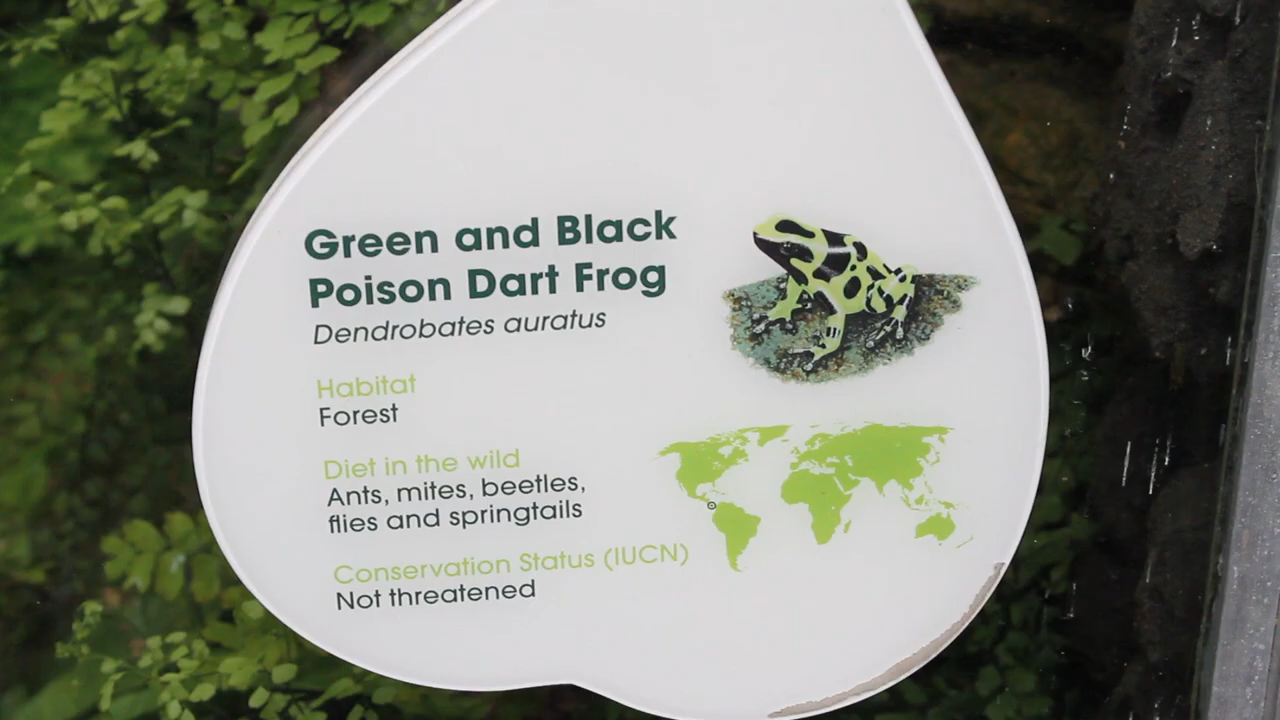 Green and Black
Poison Dart Frog
Dendrobates auratus
Habitat
Forest
Diet in the wild
Ants, mites, beetles,
flies and springtails
Conservation Status (IUCN)
Not threatened